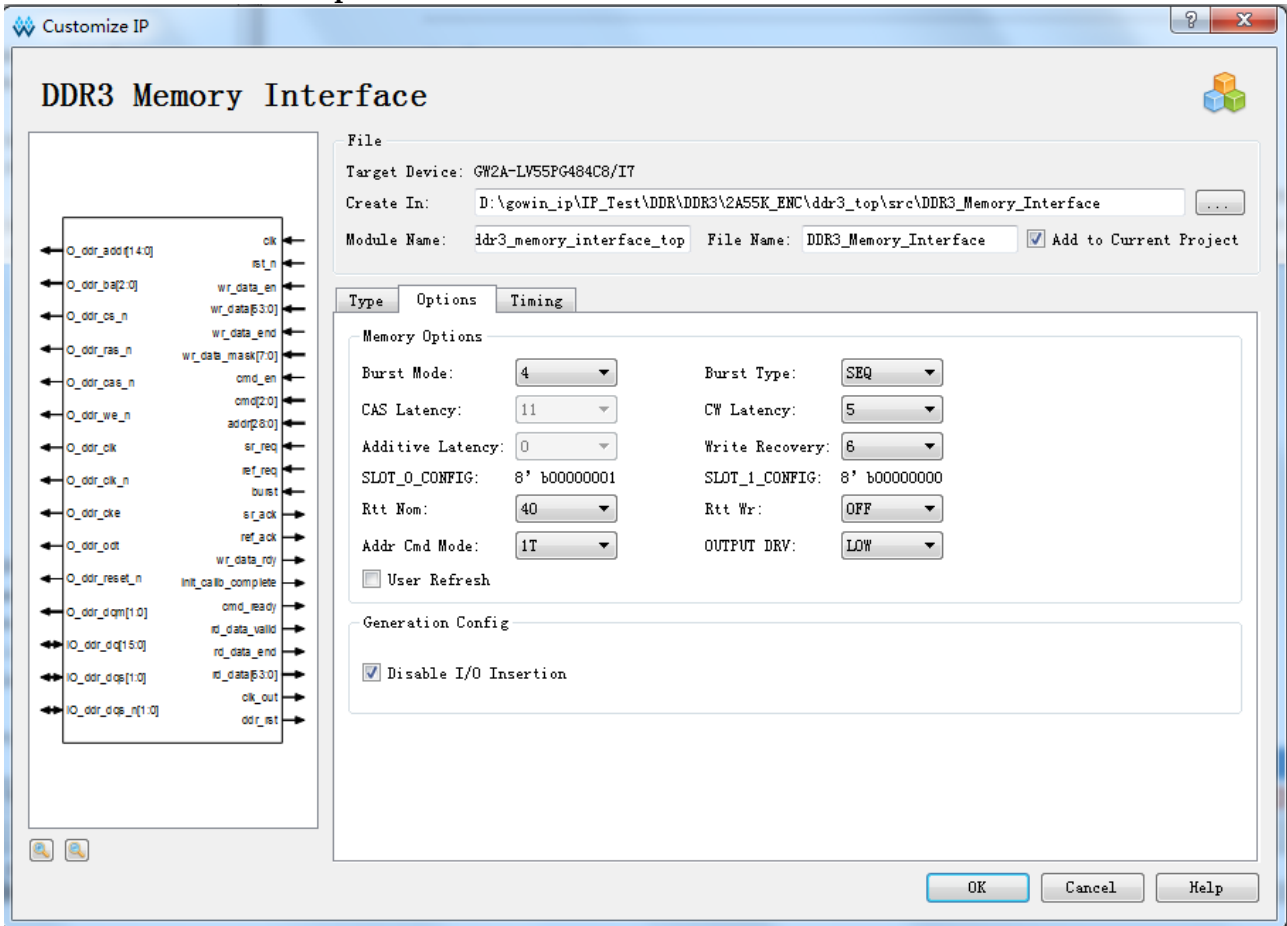 Customize IP
DDR3 Memory Interface
File
Target Device: GW2A-LV55PG484C8/I7
Create In: D:\gowin_ip\IP_Test\DDR\DDR3\2A55K_ENC\ddr3_top\src\DDR3_Memory_Interface ...
Module Name: ddr3_memory_interface_top File Name: DDR3_Memory_Interface Add to Current Project
Type Options Timing
Memory Options
Burst Mode: 4 Burst Type: SEQ
CAS Latency: 11 CW Latency: 5
Additive Latency: 0 Write Recovery: 6
SLOT_0_CONFIG: 8' b00000001 SLOT_1_CONFIG: 8' b00000000
Rtt Nom: 40 Rtt Wr: OFF
Addr Cmd Mode: 1T OUTPUT DRV: LOW
User Refresh
Generation Config
Disable I/O Insertion
O_ddr_addr[14:0]
O_ddr_ba[2:0]
O_ddr_cs_n
O_ddr_ras_n
O_ddr_cas_n
O_ddr_we_n
O_ddr_clk
O_ddr_clk_n
O_ddr_cke
O_ddr_odt
O_ddr_reset_n
O_ddr_dqm[1:0]
IO_ddr_dq[15:0]
IO_ddr_dqs[1:0]
IO_ddr_dqs_n[1:0]
clk
rst_n
wr_data_en
wr_data[63:0]
wr_data_end
wr_data_mask[7:0]
cmd_en
cmd[2:0]
addr[28:0]
sr_req
ref_req
burst
sr_ack
ref_ack
wr_data_rdy
init_calib_complete
cmd_ready
rd_data_valid
rd_data_end
rd_data[63:0]
clk_out
ddr_rst
OK Cancel Help